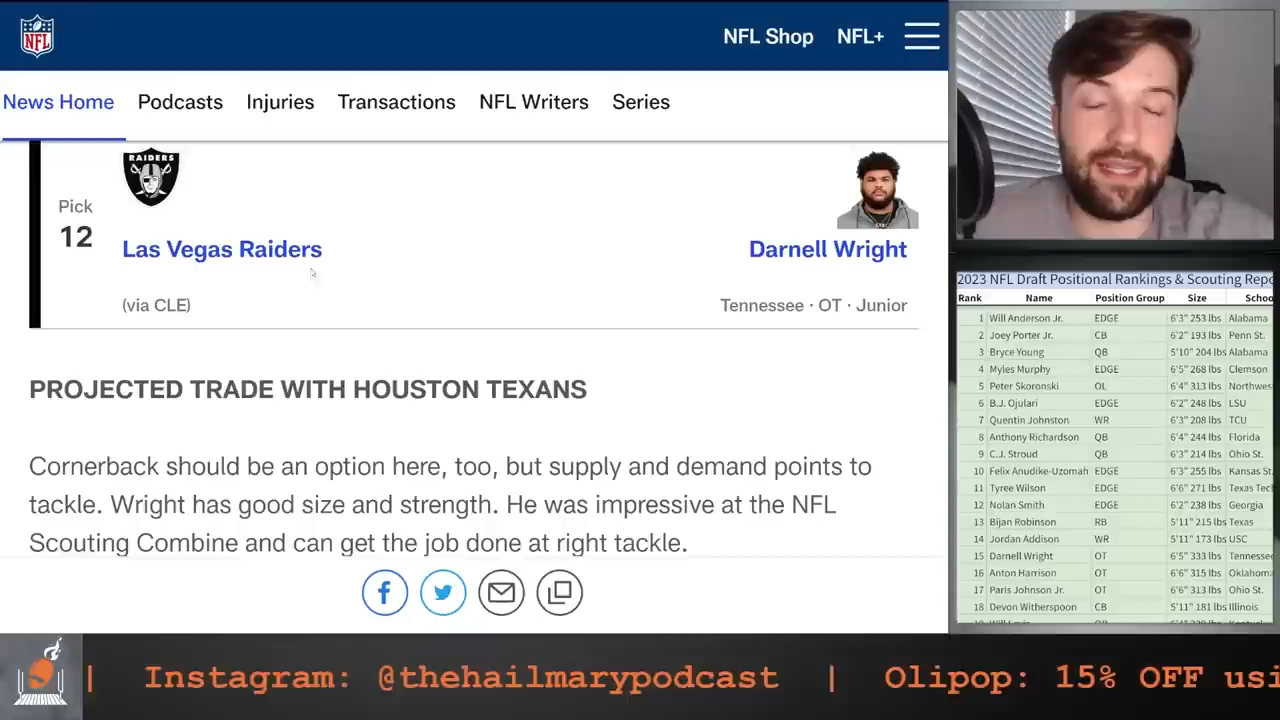 NFL
NFL Shop NFL+
News Home Podcasts Injuries Transactions NFL Writers Series
RAIDERS
Pick
12
Las Vegas Raiders
Darnell Wright
(via CLE)
Tennessee · OT · Junior
PROJECTED TRADE WITH HOUSTON TEXANS
Cornerback should be an option here, too, but supply and demand points to
tackle. Wright has good size and strength. He was impressive at the NFL
Scouting Combine and can get the job done at right tackle.
2023 NFL Draft Positional Rankings & Scouting Repo
Rank Name Position Group Size Schoo
1 Will Anderson Jr. EDGE 6'3" 253 lbs Alabama
2 Joey Porter Jr. CB 6'2" 193 lbs Penn St.
3 Bryce Young QB 5'10" 204 lbs Alabama
4 Myles Murphy EDGE 6'5" 268 lbs Clemson
5 Peter Skoronski OL 6'4" 313 lbs Northwes
6 B.J. Ojulari EDGE 6'2" 248 lbs LSU
7 Quentin Johnston WR 6'3" 208 lbs TCU
8 Anthony Richardson QB 6'4" 244 lbs Florida
9 C.J. Stroud QB 6'3" 214 lbs Ohio St.
10 Felix Anudike-Uzomah EDGE 6'3" 255 lbs Kansas St.
11 Tyree Wilson EDGE 6'6" 271 lbs Texas Tech
12 Nolan Smith EDGE 6'2" 238 lbs Georgia
13 Bijan Robinson RB 5'11" 215 lbs Texas
14 Jordan Addison WR 5'11" 173 lbs USC
15 Darnell Wright OT 6'5" 333 lbs Tennessee
16 Anton Harrison OT 6'6" 315 lbs Oklahoma
17 Paris Johnson Jr. OT 6'6" 313 lbs Ohio St.
18 Devon Witherspoon CB 5'11" 181 lbs Illinois
| Instagram: @thehailmarypodcast | Olipop: 15% OFF usi